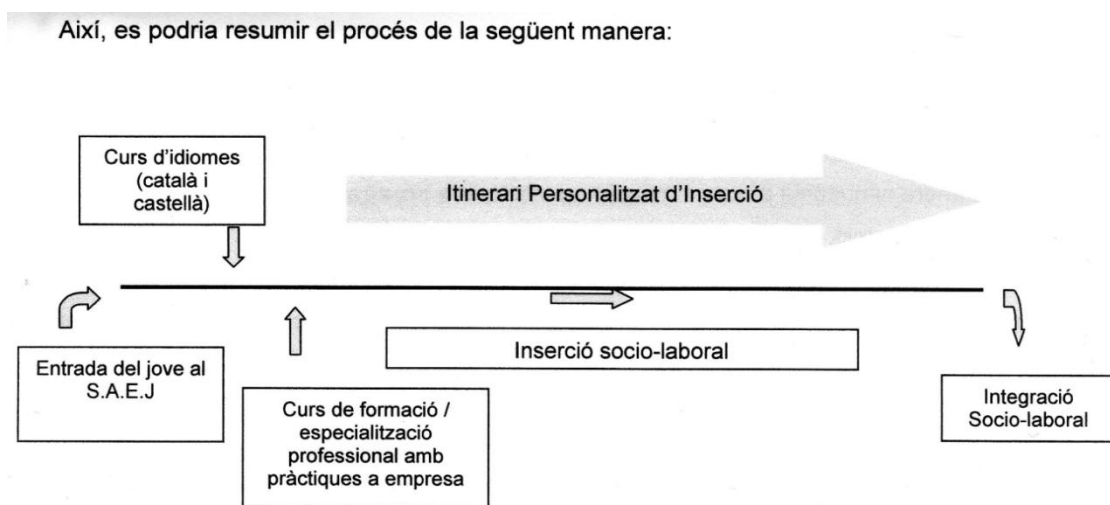 Així, es podria resumir el procés de la següent manera:
Curs d'idiomes
(català i
castellà)
Itinerari Personalitzat d'Inserció
Entrada del jove al
S.A.E.J
Inserció socio-laboral
Curs de formació /
especialització
professional amb
pràctiques a empresa
Integració
Socio-laboral